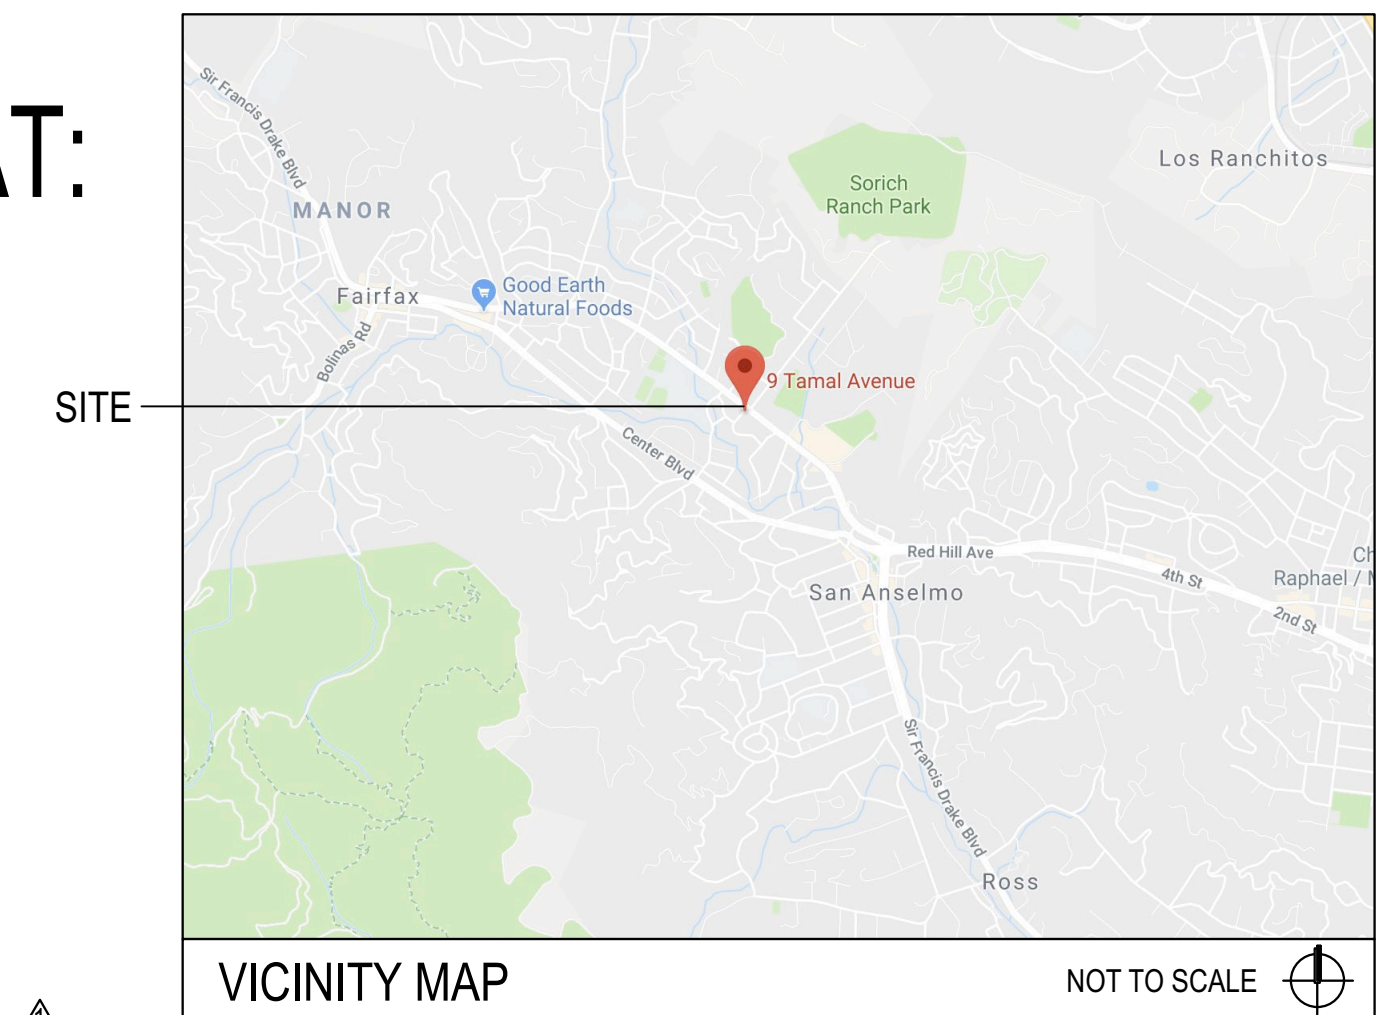 AT:
Sir Francis Drake Blvd
MANOR
Los Ranchitos
Sorich
Ranch Park
Good Earth
Natural Foods
Fairfax
Bolinas Rd
9 Tamal Avenue
SITE
Center Blvd
Red Hill Ave
San Anselmo
4th St
Ch
Raphael / M
2nd St
Sir Francis Drake Blvd
Ross
VICINITY MAP
NOT TO SCALE